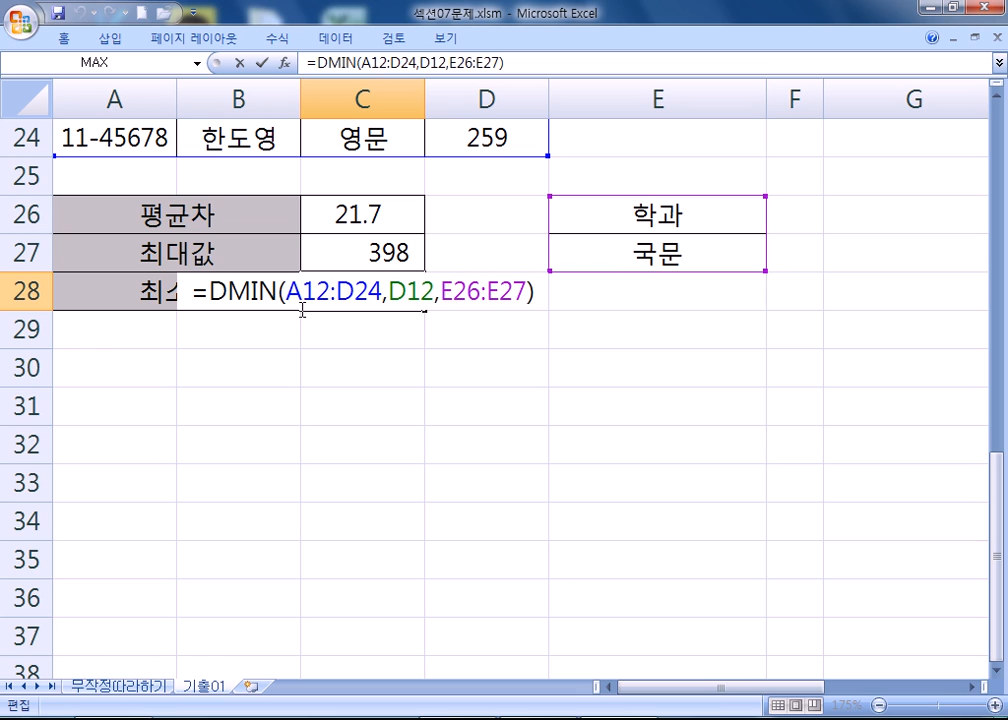 섹션07문제.xlsm - Microsoft Excel
홈 삽입 페이지 레이아웃 수식 데이터 검토 보기
MAX =DMIN(A12:D24,D12,E26:E27)
A B C D E F G
24 11-45678 한도영 영문 259
25
26 평균차 21.7 학과
27 최대값 398 국문
28 =DMIN(A12:D24,D12,E26:E27)
29
30
31
32
33
34
35
36
37
38
무작정따라하기 기출01
편집 175%